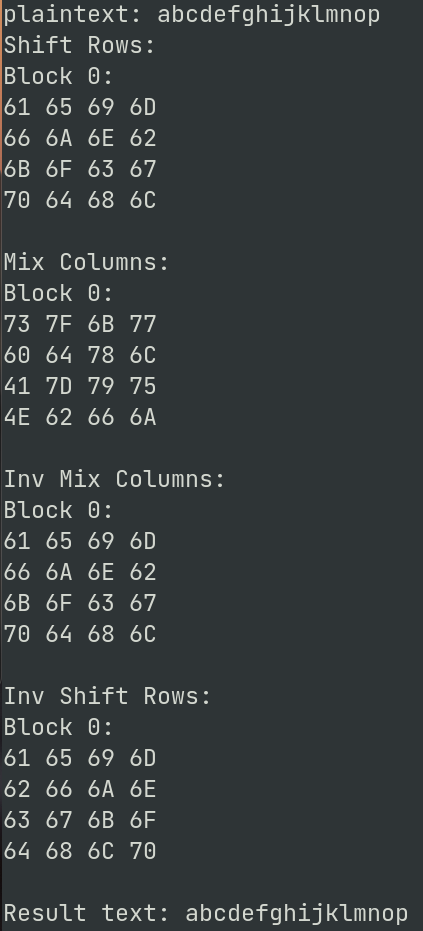 plaintext: abcdefghijklmnop
Shift Rows:
Block 0:
61 65 69 6D
66 6A 6E 62
6B 6F 63 67
70 64 68 6C
Mix Columns:
Block 0:
73 7F 6B 77
60 64 78 6C
41 7D 79 75
4E 62 66 6A
Inv Mix Columns:
Block 0:
61 65 69 6D
66 6A 6E 62
6B 6F 63 67
70 64 68 6C
Inv Shift Rows:
Block 0:
61 65 69 6D
62 66 6A 6E
63 67 6B 6F
64 68 6C 70
Result text: abcdefghijklmnop